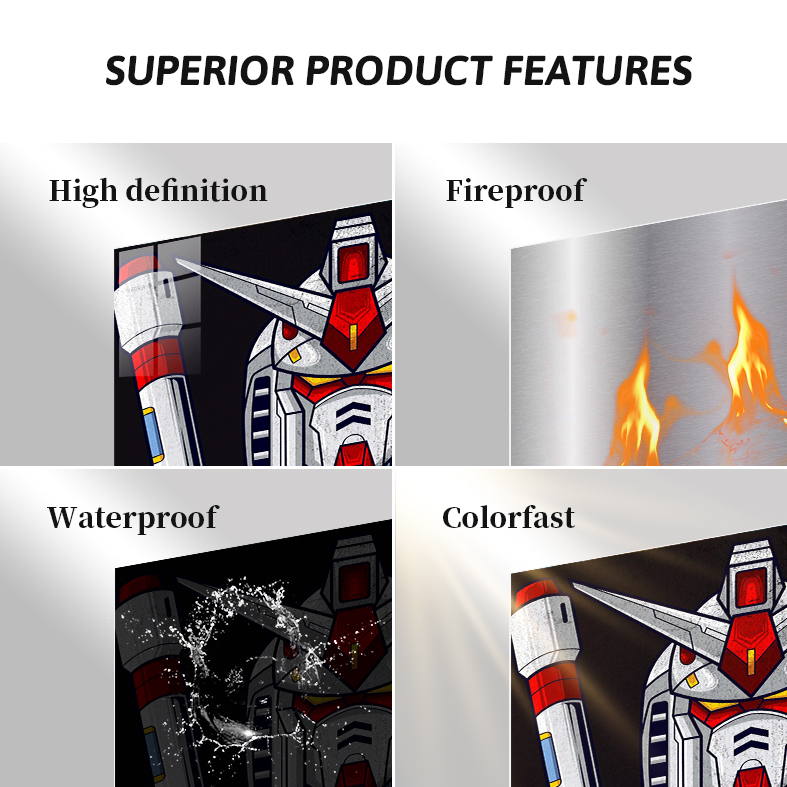 SUPERIOR PRODUCT FEATURES
High definition
Fireproof
Waterproof
Colorfast